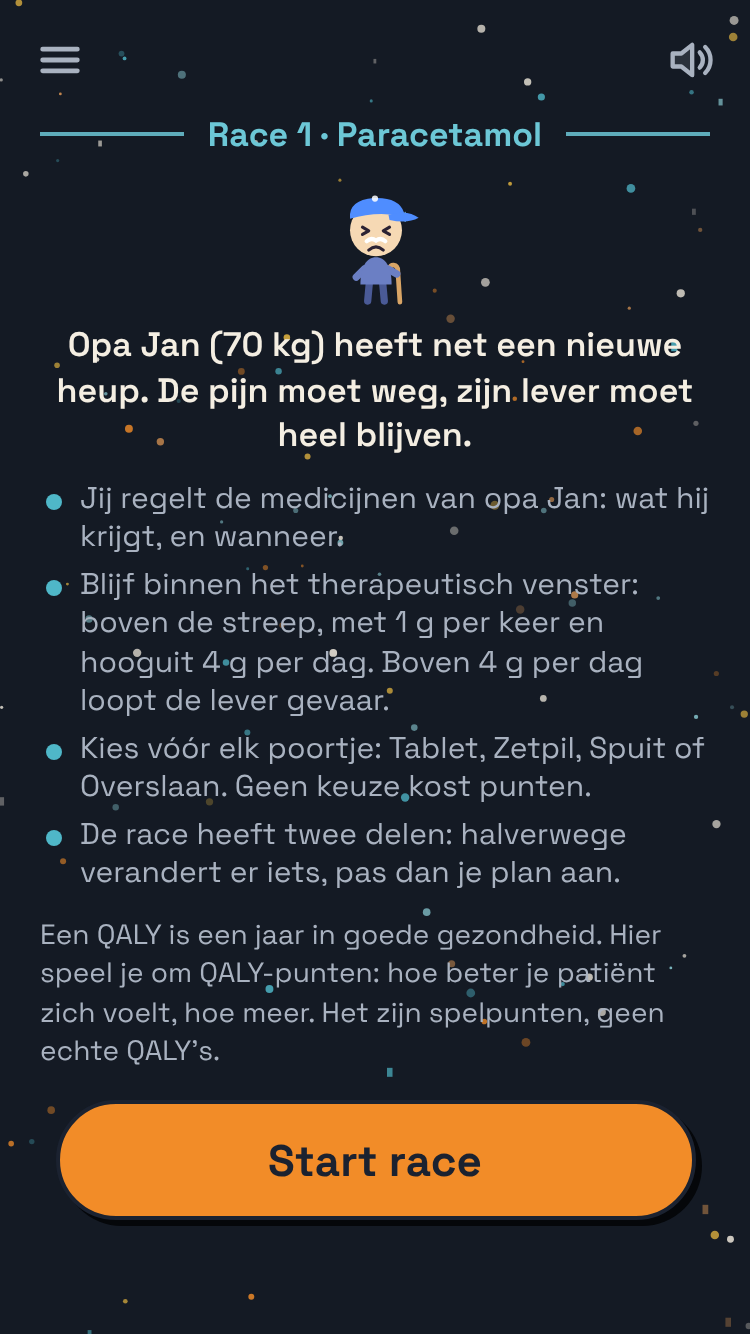 Race 1 · Paracetamol
Opa Jan (70 kg) heeft net een nieuwe
heup. De pijn moet weg, zijn lever moet
heel blijven.
Jij regelt de medicijnen van opa Jan: wat hij
krijgt, en wanneer.
Blijf binnen het therapeutisch venster:
boven de streep, met 1 g per keer en
hooguit 4 g per dag. Boven 4 g per dag
loopt de lever gevaar.
Kies vóór elk poortje: Tablet, Zetpil, Spuit of
Overslaan. Geen keuze kost punten.
De race heeft twee delen: halverwege
verandert er iets, pas dan je plan aan.
Een QALY is een jaar in goede gezondheid. Hier
speel je om QALY-punten: hoe beter je patiënt
zich voelt, hoe meer. Het zijn spelpunten, geen
echte QALY’s.
Start race